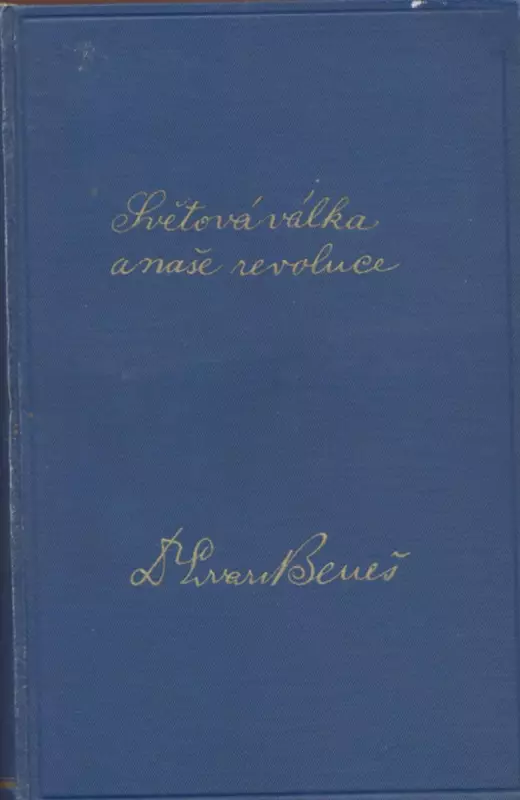 Světová válka
a naše revoluce
Dr Edvard Beneš